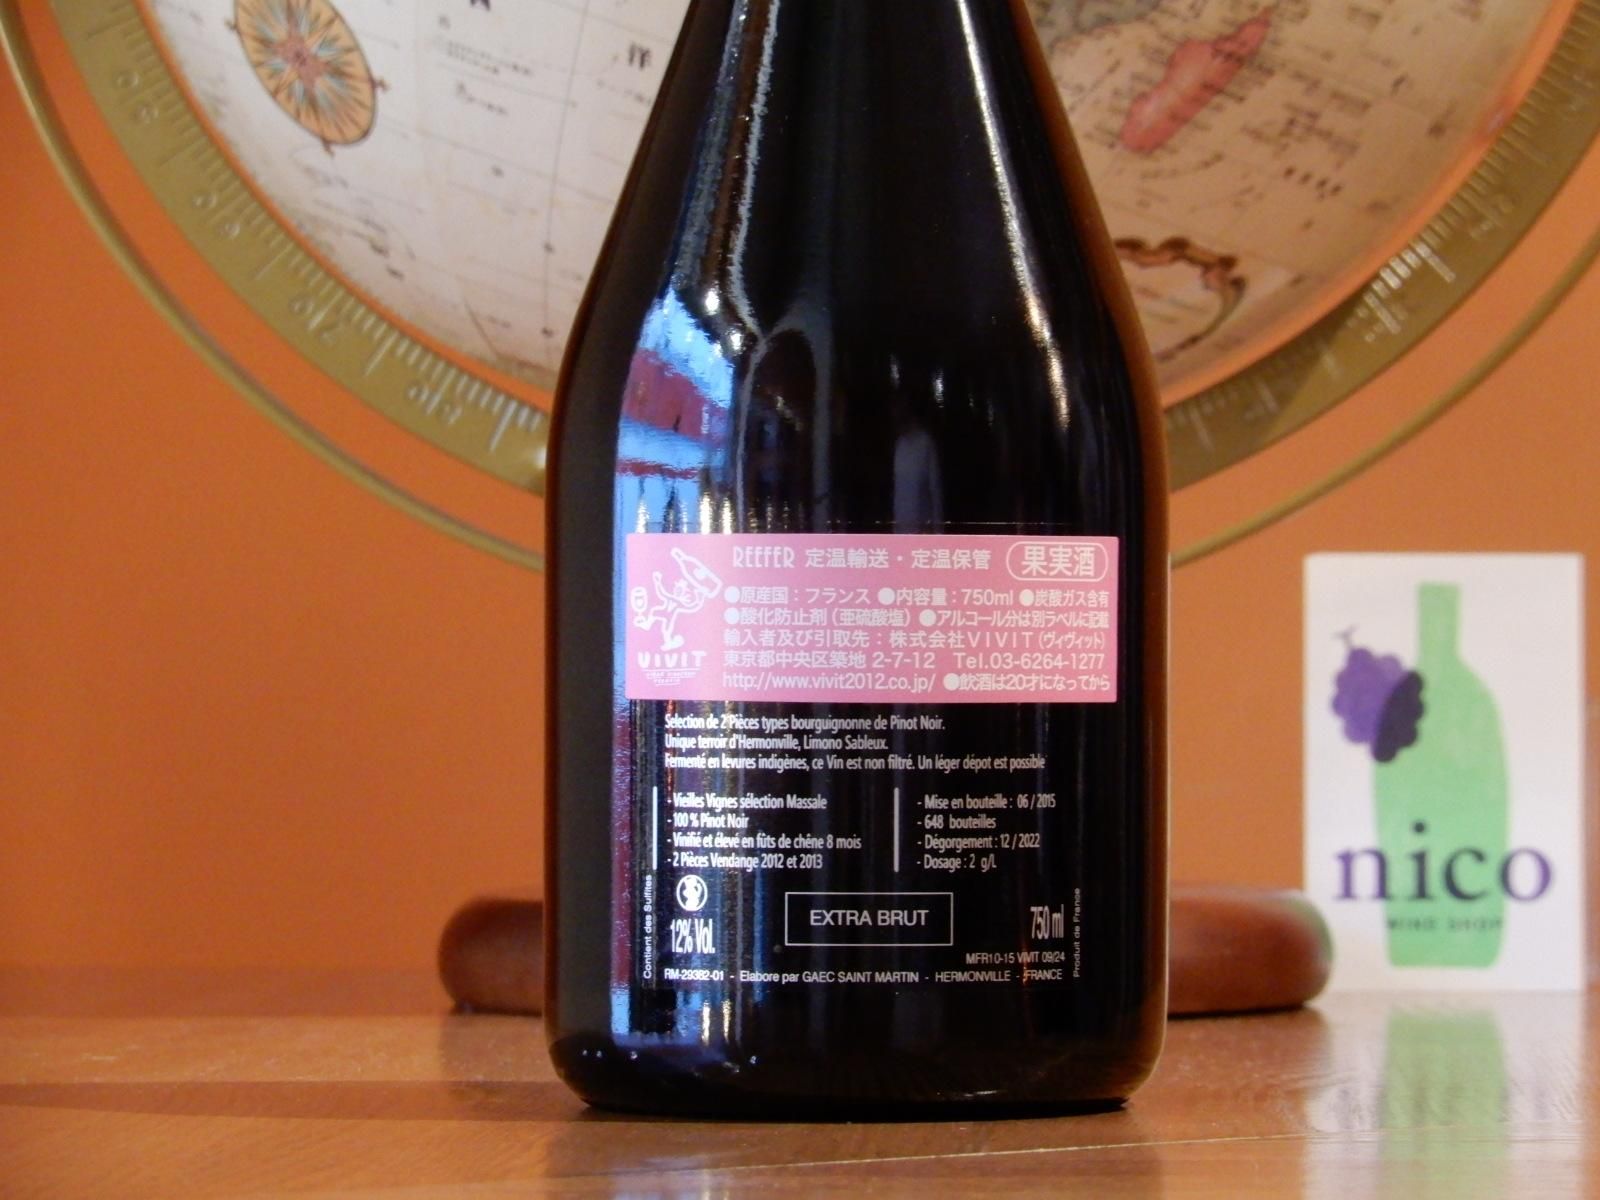 洋
REEFER 定温輸送・定温保管 果実酒
●原産国：フランス ●内容量：750ml ●炭酸ガス含有
●酸化防止剤（亜硫酸塩） ●アルコール分は別ラベルに記載
輸入者及び引取先：株式会社VIVIT（ヴィヴィット）
東京都中央区築地 2-7-12 Tel.03-6264-1277
http://www.vivit2012.co.jp/ ●飲酒は20才になってから
VIVIT
Selection de 2 Pièces types bourguignonne de Pinot Noir.
Unique terroir d'Hermonville, Limono Sableux.
Fermenté en levures indigènes, ce Vin est non filtré. Un léger dépot est possible
- Vieilles Vignes sélection Massale
- 100 % Pinot Noir
- Vinifié et élevé en fûts de chêne 8 mois
- 2 Pièces Vendange 2012 et 2013
- Mise en bouteille : 06 / 2015
- 648 bouteilles
- Dégorgement : 12 / 2022
- Dosage : 2 g/L
Contient des Sulfites
12% Vol.
EXTRA BRUT
750 ml
Produit de France
MFR10-15 VIVIT 09/24
RM-29382-01 - Elabore par GAEC SAINT MARTIN - HERMONVILLE - FRANCE
nico
WINE SHOP